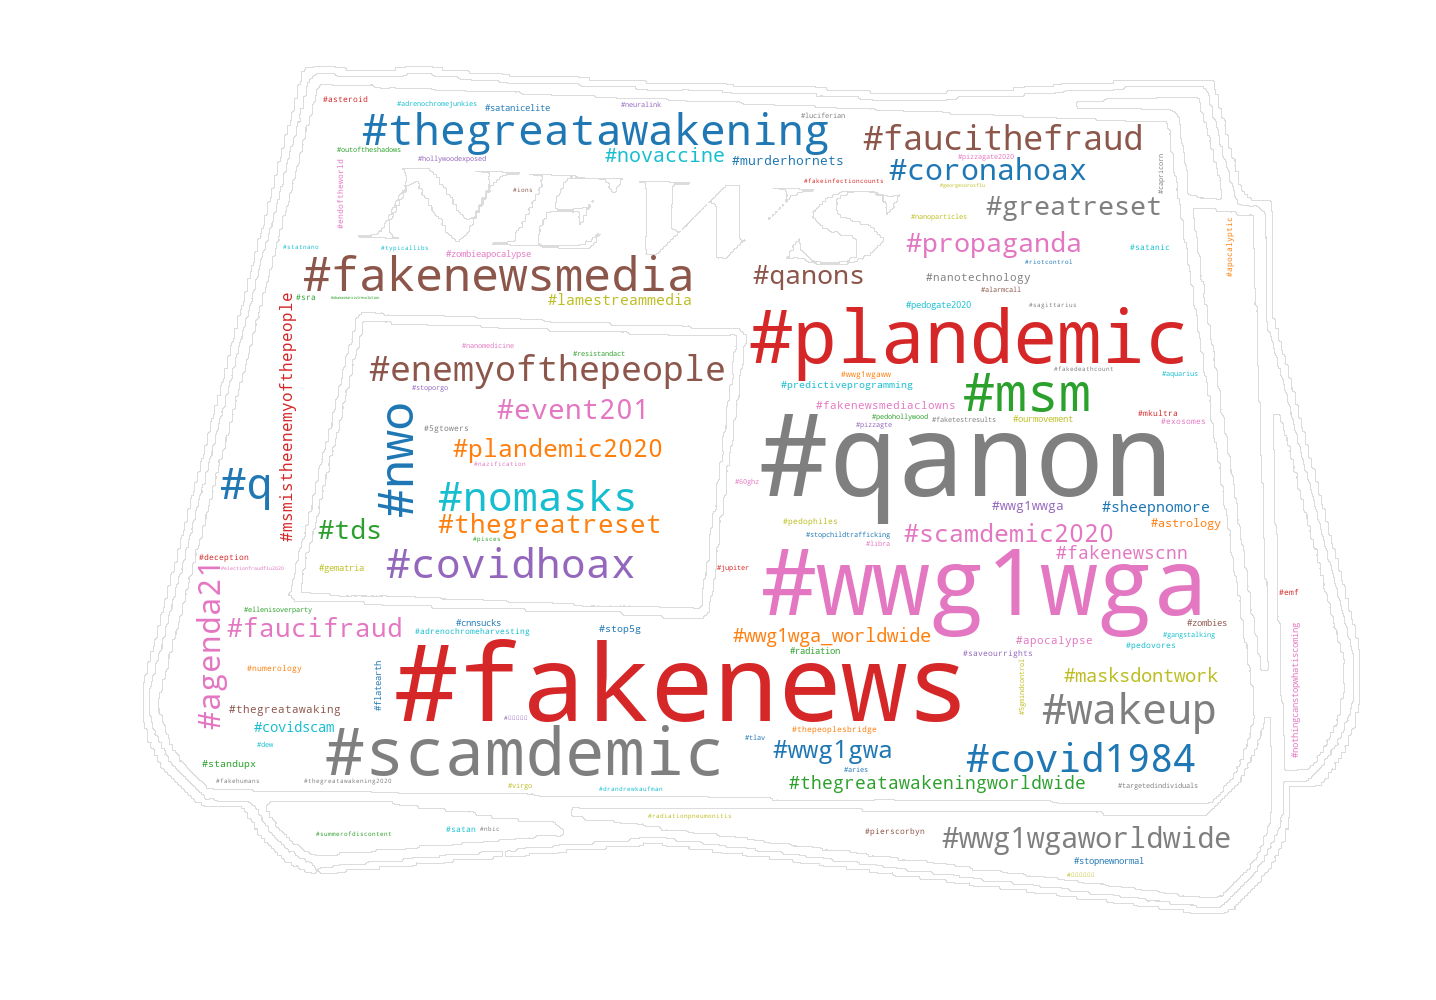 #asteroid
#adrenochromejunkies
#satanicelite
#neuralink
#luciferian
#thegreatawakening
#faucithefraud
#outoftheshadows
#hollywoodexposed
#novaccine
#murderhornets
#pizzagate2020
#coronahoax
#capricorn
#endoftheworld
#ions
#fakeinfectioncounts
NEWS
#greatreset
#nanoparticles
#apocalyptic
#statnano
#typicallibs
#zombieapocalypse
#propaganda
#satanic
#riotcontrol
#fakenewsmedia
#qanons
#nanotechnology
#alarmcall
#sra
#lamestreammedia
#pedogate2020
#sagittarius
#msmistheenemyofthepeople
#plandemic
#nanomedicine
#resistandact
#enemyofthepeople
#wwg1wgaww
#fakedeathcount
#aquarius
#stoporgo
#predictiveprogramming
#msm
#event201
#fakenewsmediaclowns
#mkultra
#nwo
#5gtowers
#pedohollywood
#pizzagte
#faketestresults
#ourmovement
#exosomes
#plandemic2020
#qanon
#nazification
#q
#60ghz
#nomasks
#wwg1wwga
#sheepnomore
#tds
#thegreatreset
#pedophiles
#scamdemic2020
#astrology
#pisces
#stopchildtrafficking
#libra
#fakenewscnn
#deception
#electionfraudflu2020
#gematria
#covidhoax
#jupiter
#wwg1wga
#emf
#agenda21
#ellenisoverparty
#faucifraud
#cnnsucks
#adrenochromeharvesting
#stop5g
#wwg1wga_worldwide
#apocalypse
#zombies
#gangstalking
#pedovores
#nothingcanstopwhatiscoming
#radiation
#saveourrights
#numerology
#flatearth
#fakenews
#5gmindcontrol
#masksdontwork
#thegreatawaking
#wakeup
#covidscam
#thepeoplesbridge
#dew
#scamdemic
#tlav
#wwg1gwa
#covid1984
#standupx
#aries
#fakehumans
#thegreatawakening2020
#virgo
#drandrewkaufman
#thegreatawakeningworldwide
#targetedindividuals
#radiationpneumonitis
#summerofdiscontent
#satan
#nbic
#pierscorbyn
#wwg1wgaworldwide
#stopnewnormal